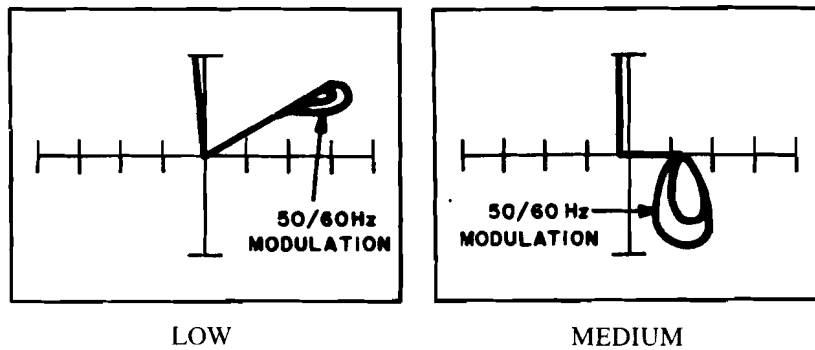 50/60Hz
MODULATION
50/60 Hz
MODULATION
LOW
MEDIUM